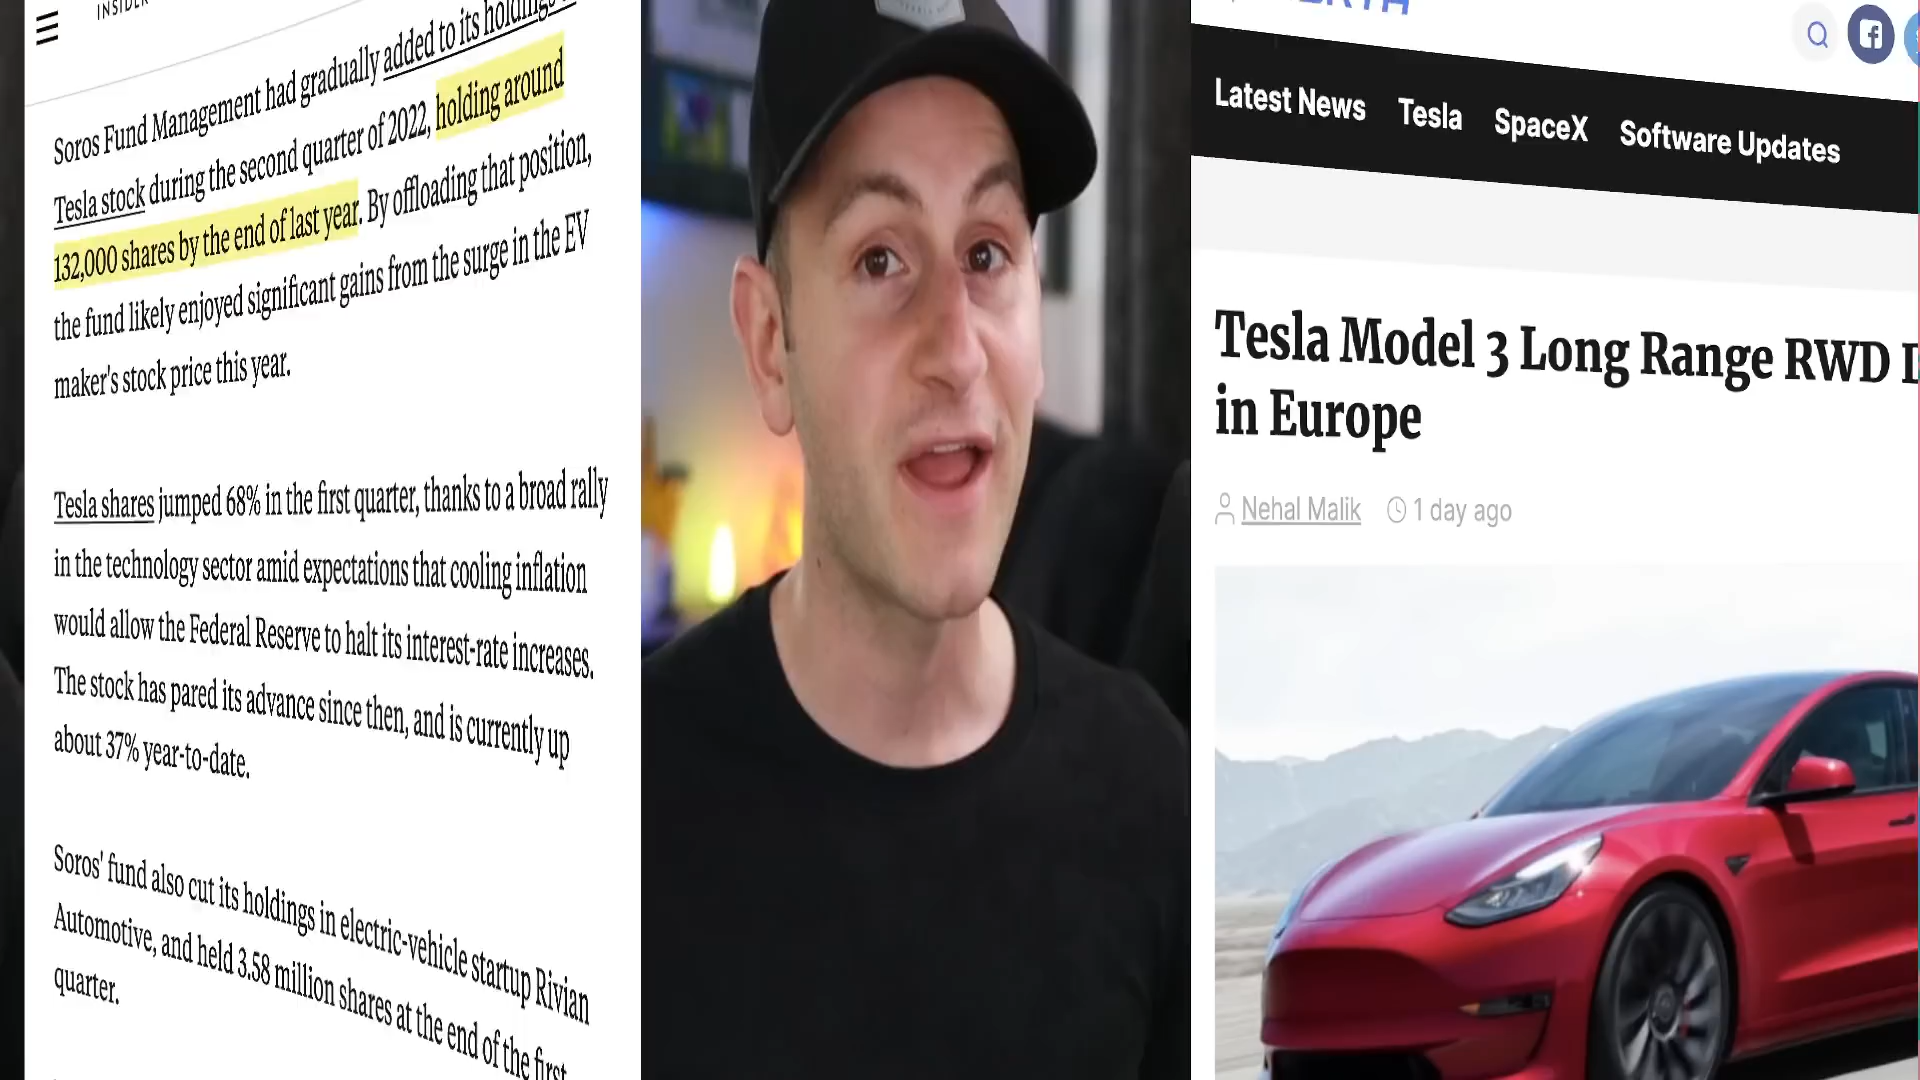 INSIDER
Soros Fund Management had gradually added to its holdings
Tesla stock during the second quarter of 2022, holding around
132,000 shares by the end of last year. By offloading that position,
the fund likely enjoyed significant gains from the surge in the EV
maker's stock price this year.
Tesla shares jumped 68% in the first quarter, thanks to a broad rally
in the technology sector amid expectations that cooling inflation
would allow the Federal Reserve to halt its interest-rate increases.
The stock has pared its advance since then, and is currently up
about 37% year-to-date.
Soros' fund also cut its holdings in electric-vehicle startup Rivian
Automotive, and held 3.58 million shares at the end of the first
quarter.
Latest News Tesla SpaceX Software Updates
Tesla Model 3 Long Range RWD
in Europe
Nehal Malik 1 day ago